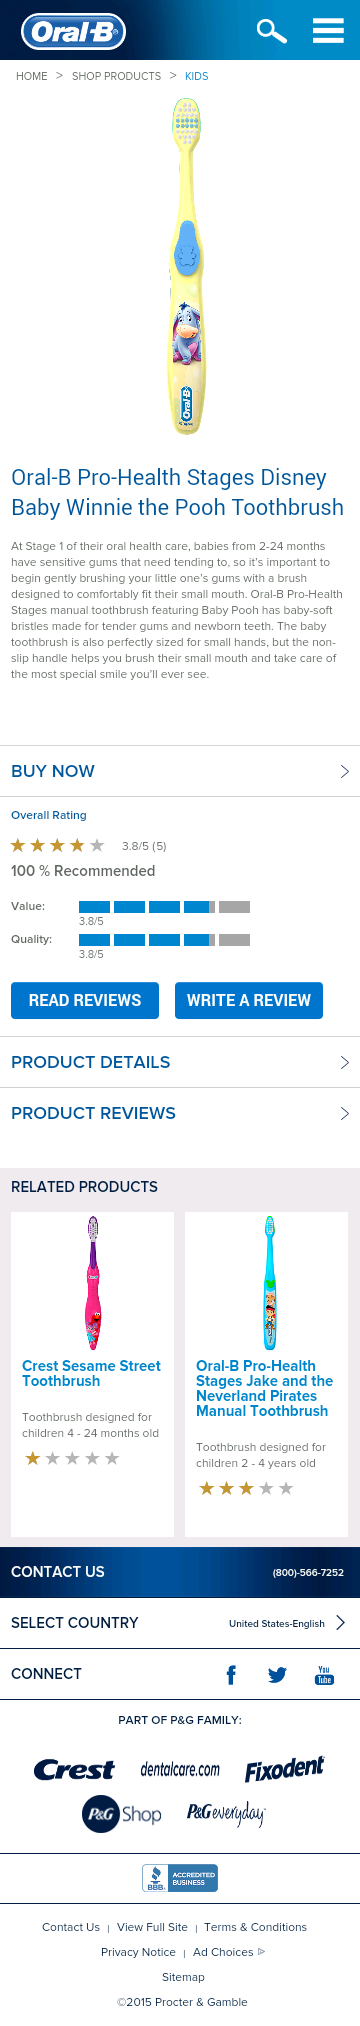 Oral-B®
HOME > SHOP PRODUCTS > KIDS
Oral-B
Oral-B Pro-Health Stages Disney
Baby Winnie the Pooh Toothbrush
At Stage 1 of their oral health care, babies from 2-24 months
have sensitive gums that need tending to, so it's important to
begin gently brushing your little one's gums with a brush
designed to comfortably fit their small mouth. Oral-B Pro-Health
Stages manual toothbrush featuring Baby Pooh has baby-soft
bristles made for tender gums and newborn teeth. The baby
toothbrush is also perfectly sized for small hands, but the non-
slip handle helps you brush their small mouth and take care of
the most special smile you'll ever see.
BUY NOW
Overall Rating
3.8/5 (5)
100 % Recommended
Value:
3.8/5
Quality:
3.8/5
READ REVIEWS WRITE A REVIEW
PRODUCT DETAILS
PRODUCT REVIEWS
RELATED PRODUCTS
Crest
Crest Sesame Street
Toothbrush
Toothbrush designed for
children 4 - 24 months old
Oral-B Pro-Health
Stages Jake and the
Neverland Pirates
Manual Toothbrush
Toothbrush designed for
children 2 - 4 years old
CONTACT US (800)-566-7252
SELECT COUNTRY United States-English
CONNECT You Tube
PART OF P&G FAMILY:
Crest dentalcare.com Fixodent
P&G Shop P&G everyday
BBB ACCREDITED
BUSINESS
Contact Us | View Full Site | Terms & Conditions
Privacy Notice | Ad Choices
Sitemap
©2015 Procter & Gamble